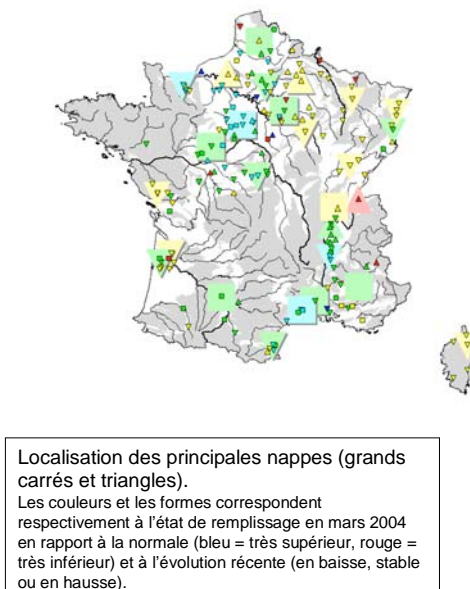 Localisation des principales nappes (grands
carrés et triangles).
Les couleurs et les formes correspondent
respectivement à l'état de remplissage en mars 2004
en rapport à la normale (bleu = très supérieur, rouge =
très inférieur) et à l'évolution récente (en baisse, stable
ou en hausse).